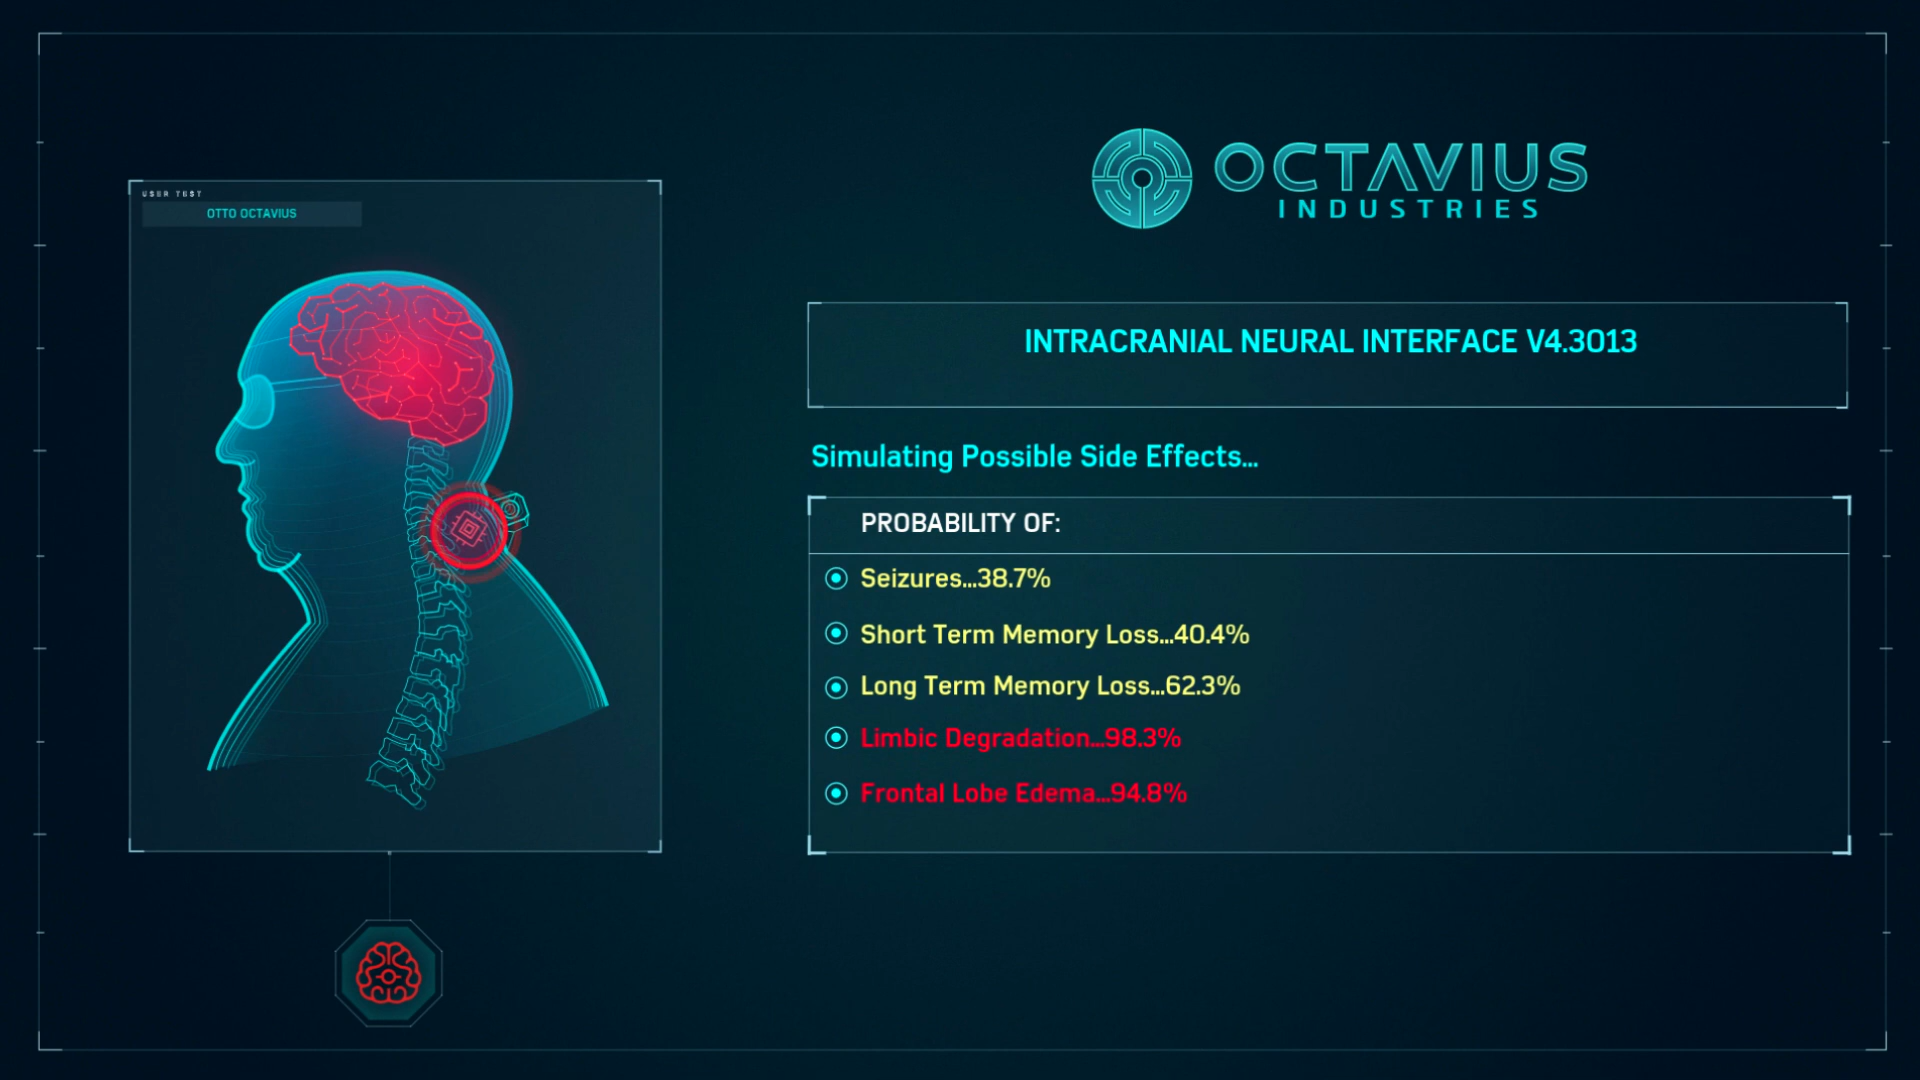 USER TEST
OTTO OCTAVIUS
OCTAVIUS
INDUSTRIES
INTRACRANIAL NEURAL INTERFACE V4.3013
Simulating Possible Side Effects...
PROBABILITY OF:
Seizures...38.7%
Short Term Memory Loss...40.4%
Long Term Memory Loss...62.3%
Limbic Degradation...98.3%
Frontal Lobe Edema...94.8%